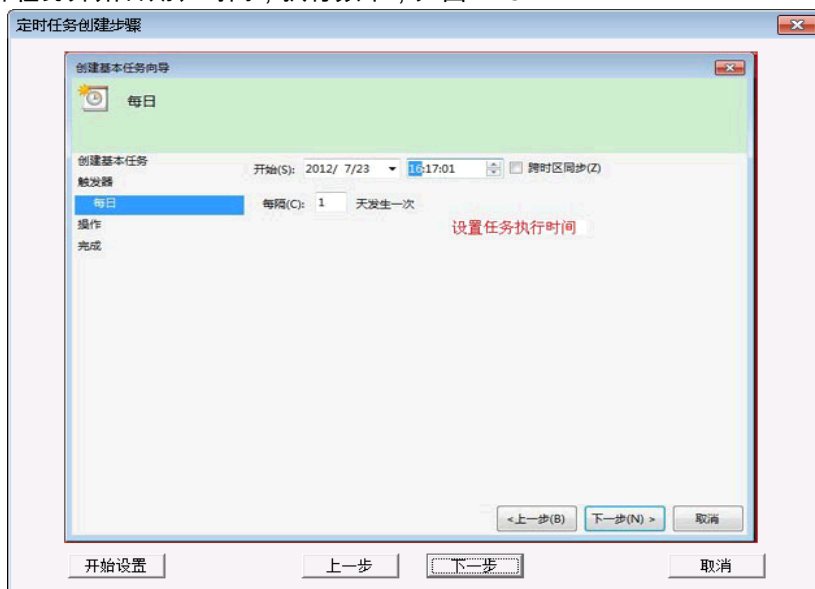 定时任务创建步骤
创建基本任务向导
每日
创建基本任务
触发器
每日
操作
完成
开始(S): 2012/ 7/23 16:17:01 跨时区同步(Z)
每隔(C): 1 天发生一次
设置任务执行时间
<上一步(B) 下一步(N) > 取消
开始设置 上一步 下一步 取消